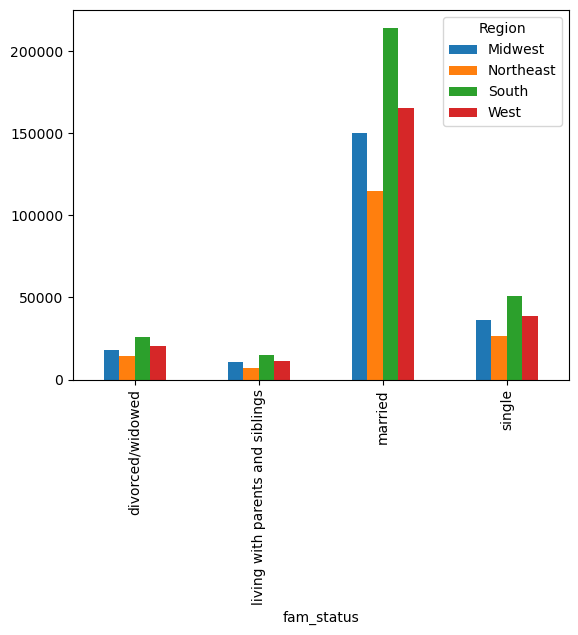 200000
150000
100000
50000
0
Region
Midwest
Northeast
South
West
divorced/widowed
living with parents and siblings
married
single
fam_status